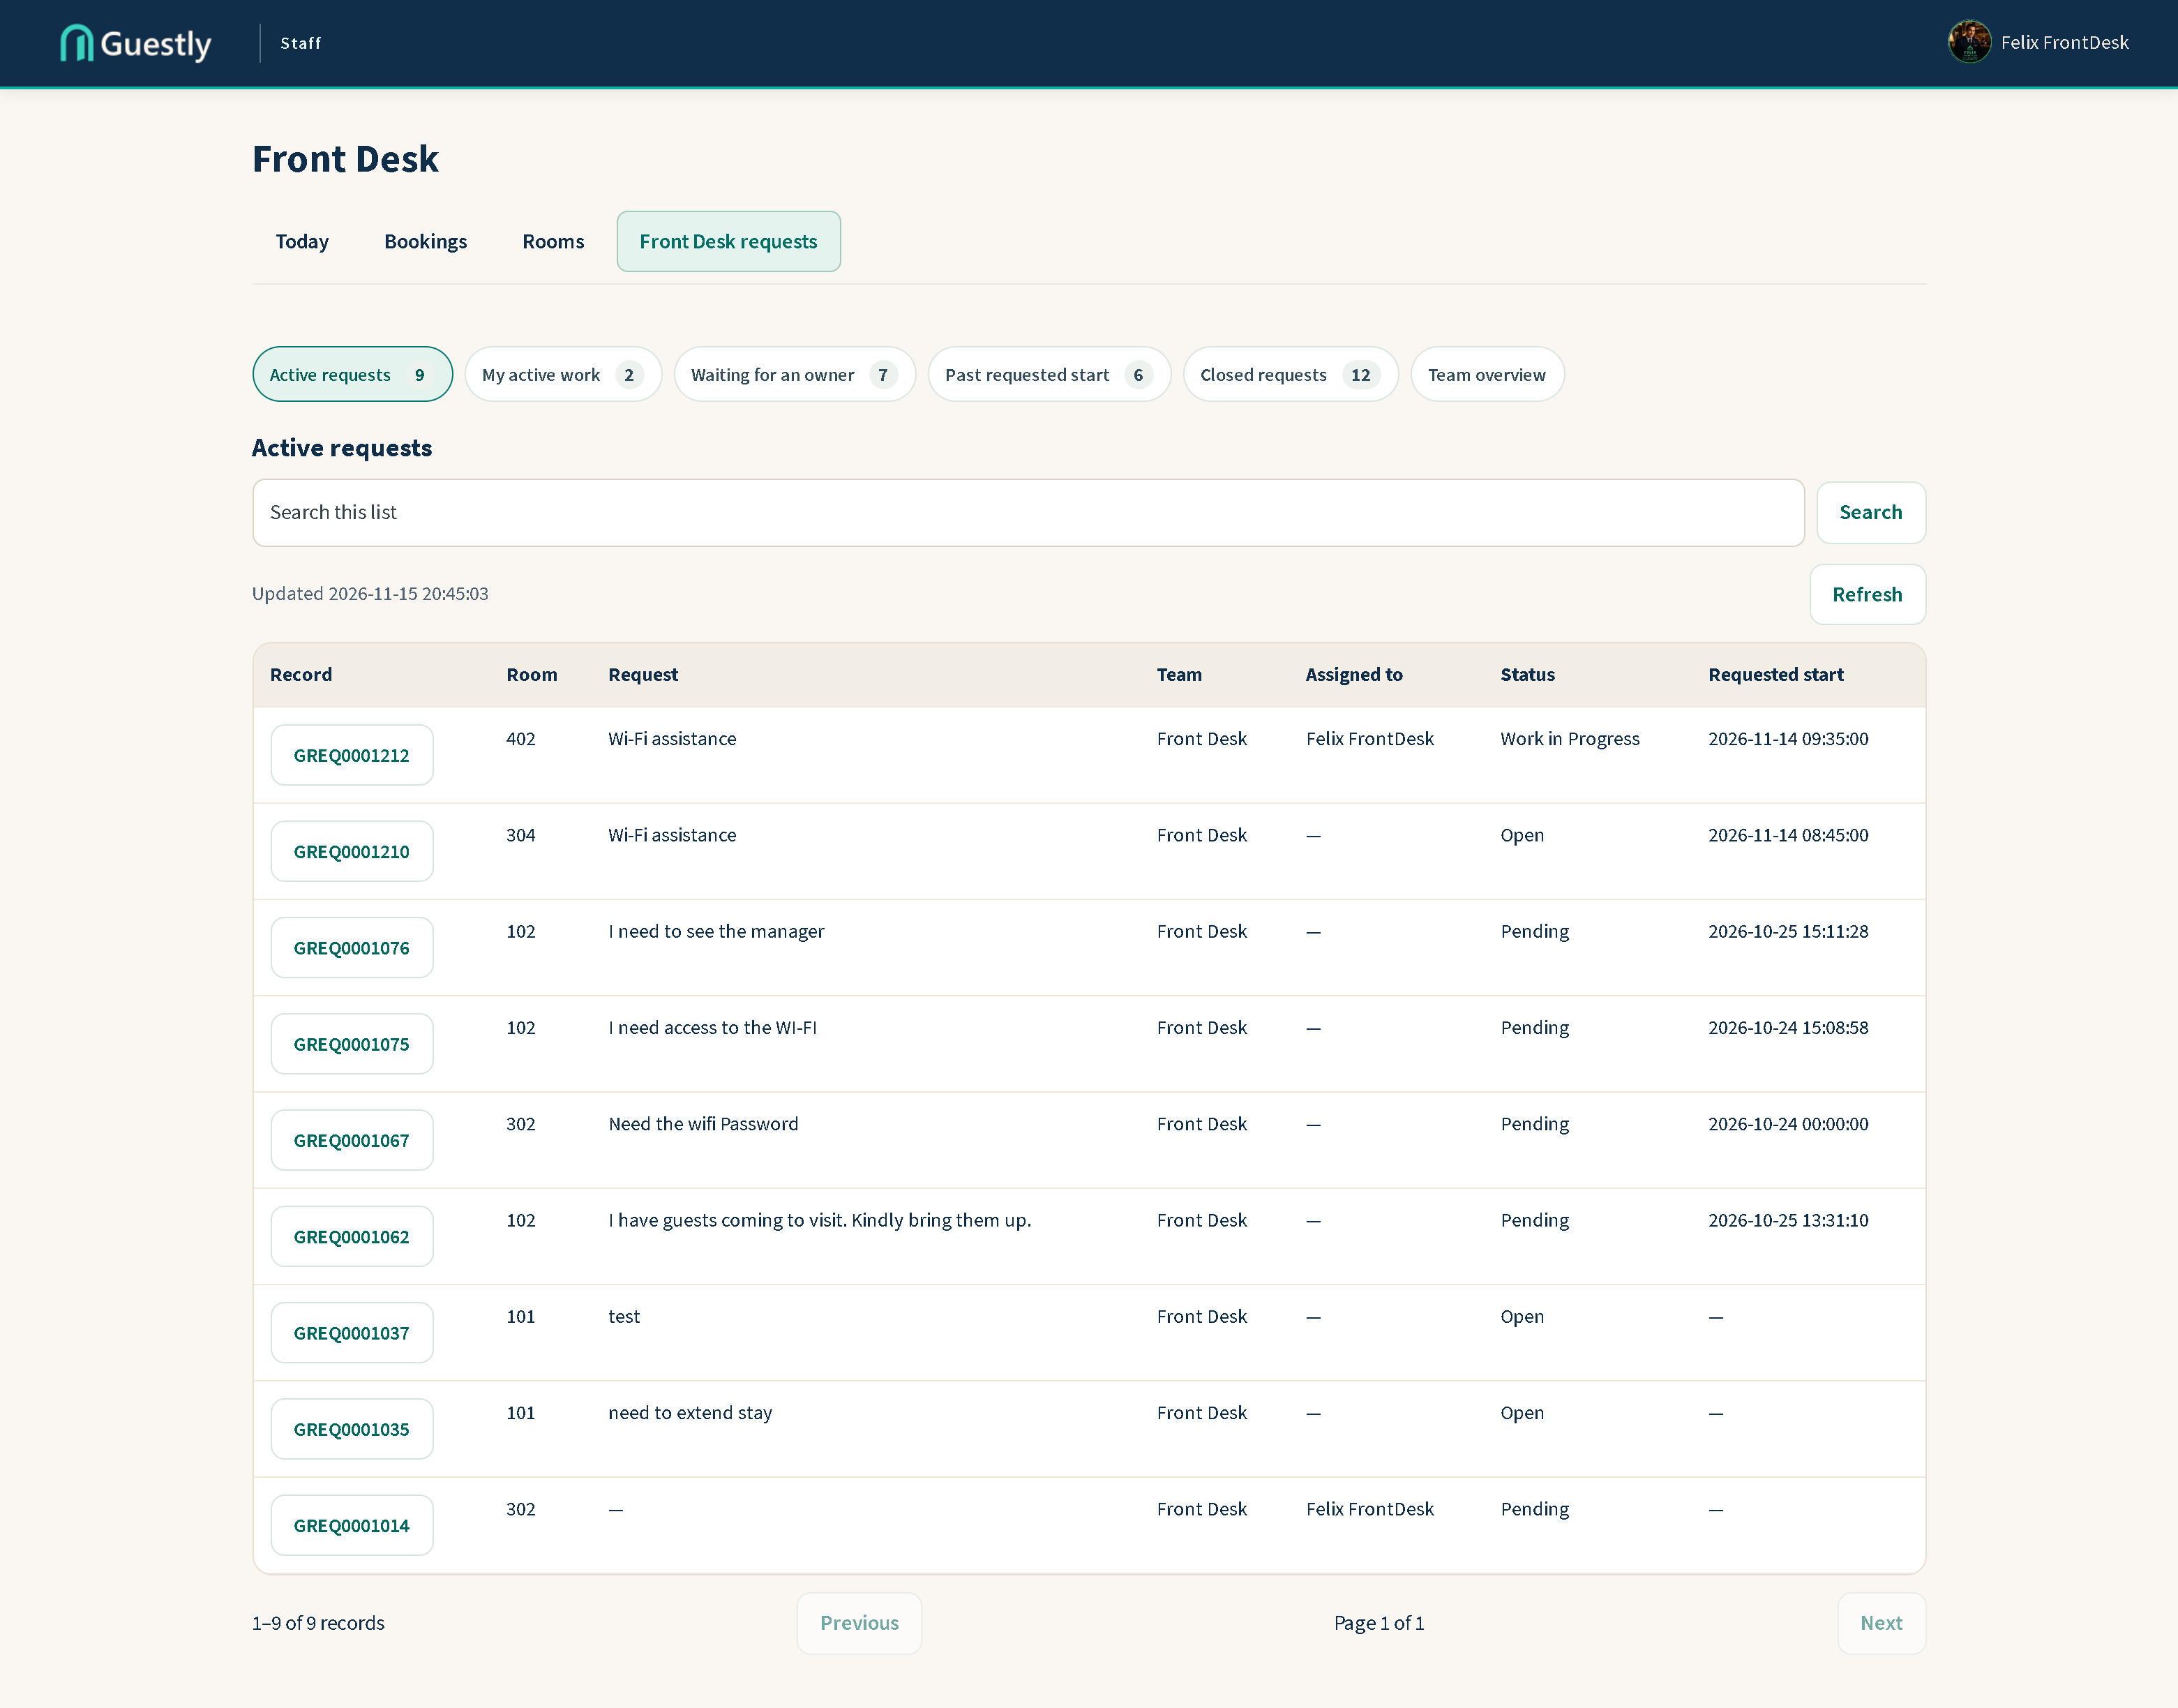 Guestly
Staff
Felix FrontDesk
Front Desk
Today Bookings Rooms Front Desk requests
Active requests 9 My active work 2 Waiting for an owner 7 Past requested start 6 Closed requests 12 Team overview
Active requests
Search this list Search
Updated 2026-11-15 20:45:03 Refresh
Record Room Request Team Assigned to Status Requested start
GREQ0001212 402 Wi-Fi assistance Front Desk Felix FrontDesk Work in Progress 2026-11-14 09:35:00
GREQ0001210 304 Wi-Fi assistance Front Desk — Open 2026-11-14 08:45:00
GREQ0001076 102 I need to see the manager Front Desk — Pending 2026-10-25 15:11:28
GREQ0001075 102 I need access to the WI-FI Front Desk — Pending 2026-10-24 15:08:58
GREQ0001067 302 Need the wifi Password Front Desk — Pending 2026-10-24 00:00:00
GREQ0001062 102 I have guests coming to visit. Kindly bring them up. Front Desk — Pending 2026-10-25 13:31:10
GREQ0001037 101 test Front Desk — Open —
GREQ0001035 101 need to extend stay Front Desk — Open —
GREQ0001014 302 — Front Desk Felix FrontDesk Pending —
1–9 of 9 records Previous Page 1 of 1 Next